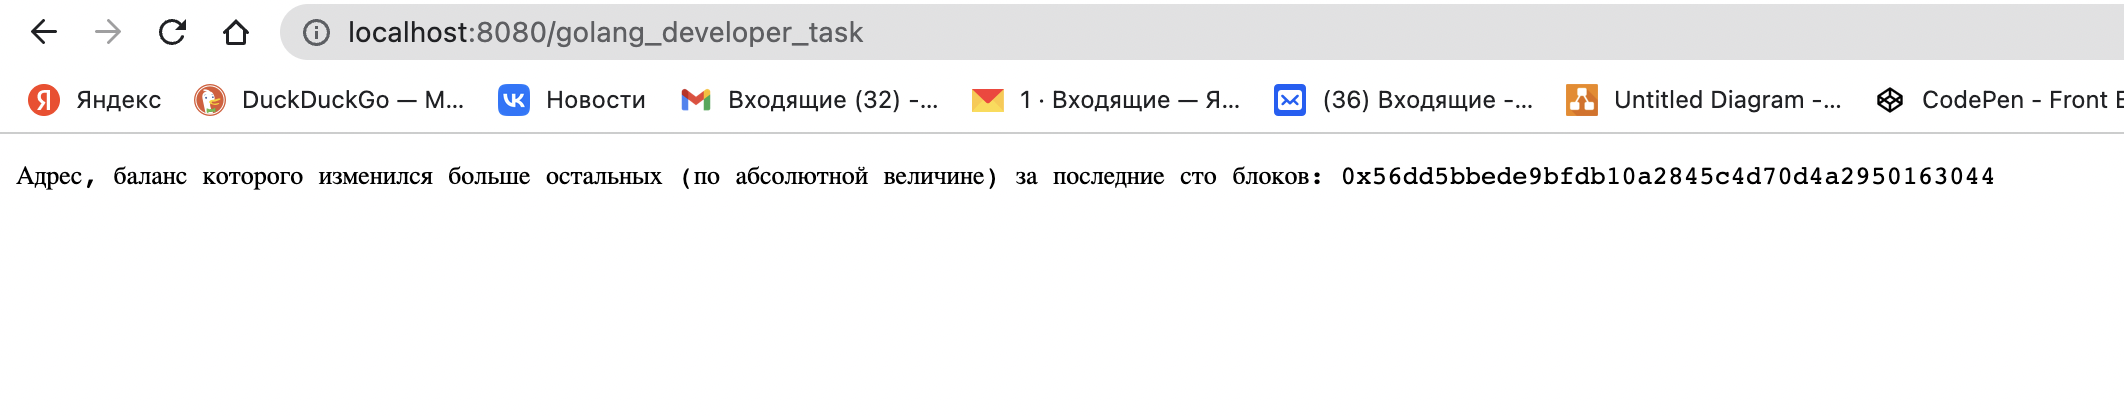 localhost:8080/golang_developer_task
Я Яндекс DuckDuckGo — M... Новости Входящие (32) -... 1 · Входящие — Я... (36) Входящие -... Untitled Diagram -... CodePen - Front E
Адрес, баланс которого изменился больше остальных (по абсолютной величине) за последние сто блоков: 0x56dd5bbede9bfdb10a2845c4d70d4a2950163044